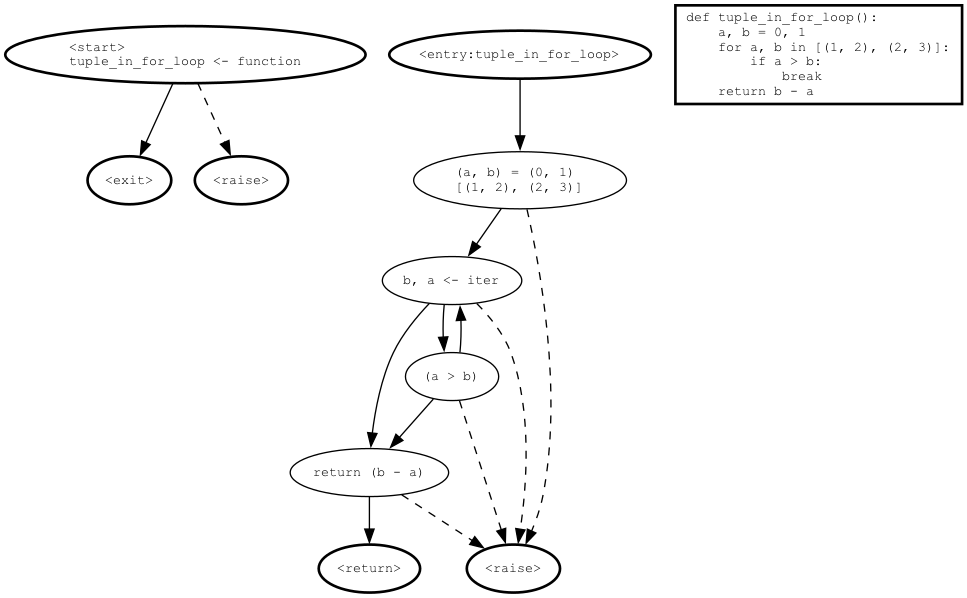 <start>
tuple_in_for_loop <- function
<entry:tuple_in_for_loop>
def tuple_in_for_loop():
    a, b = 0, 1
    for a, b in [(1, 2), (2, 3)]:
        if a > b:
            break
    return b - a
<exit>
<raise>
(a, b) = (0, 1)
[(1, 2), (2, 3)]
b, a <- iter
(a > b)
return (b - a)
<return>
<raise>